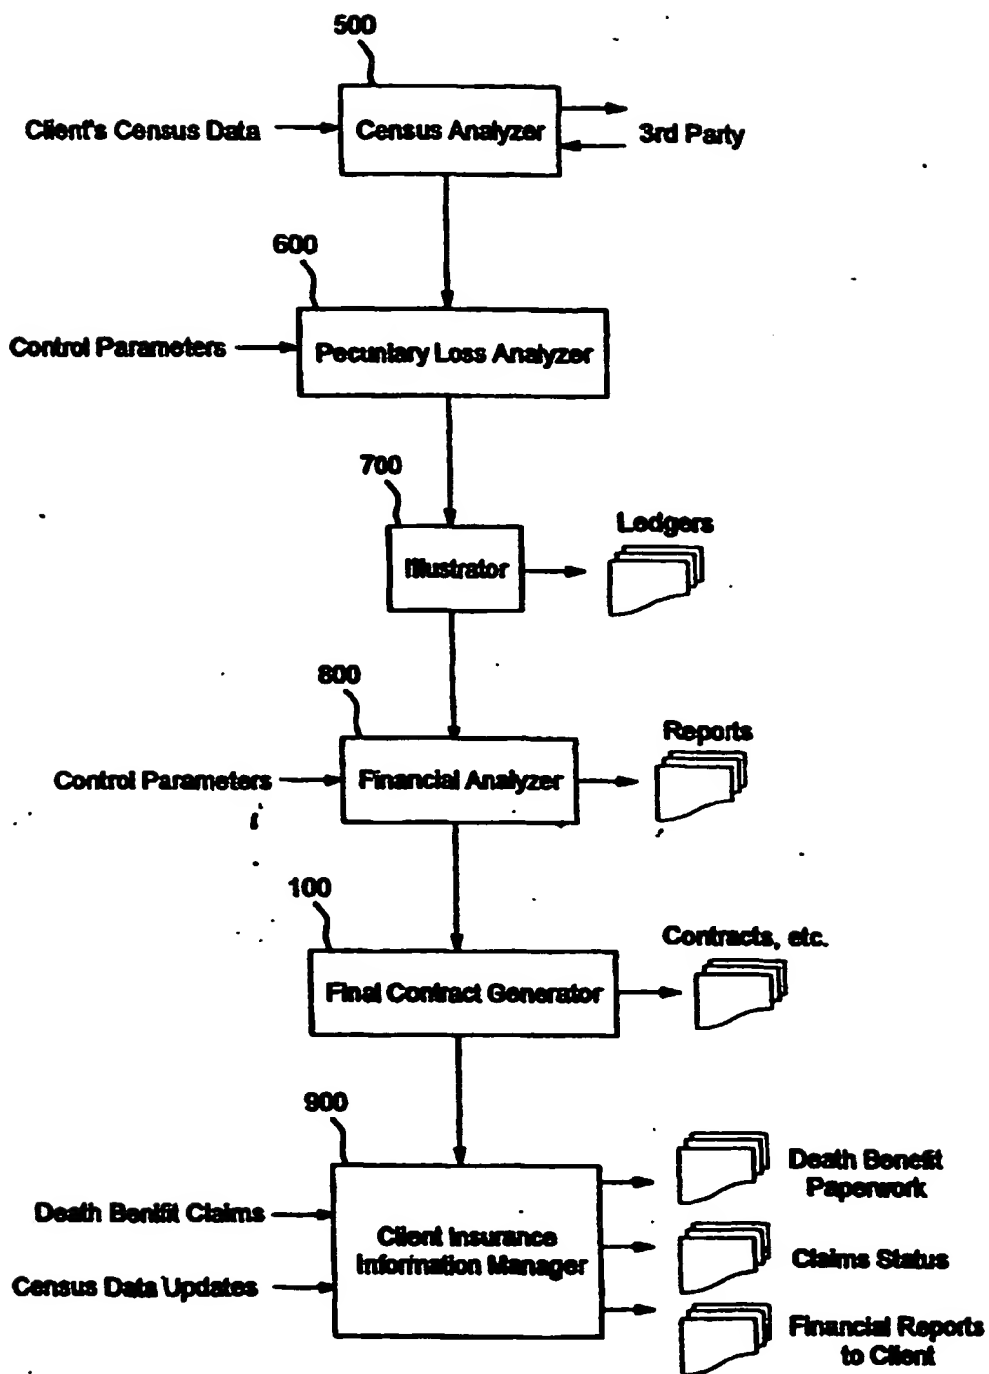 500
Client's Census Data
Census Analyzer
3rd Party
600
Control Parameters
Pecuniary Loss Analyzer
700
Illustrator
Ledgers
800
Control Parameters
Financial Analyzer
Reports
100
Final Contract Generator
Contracts, etc.
900
Death Benifit Claims
Census Data Updates
Client Insurance
Information Manager
Death Benefit
Paperwork
Claims Status
Financial Reports
to Client